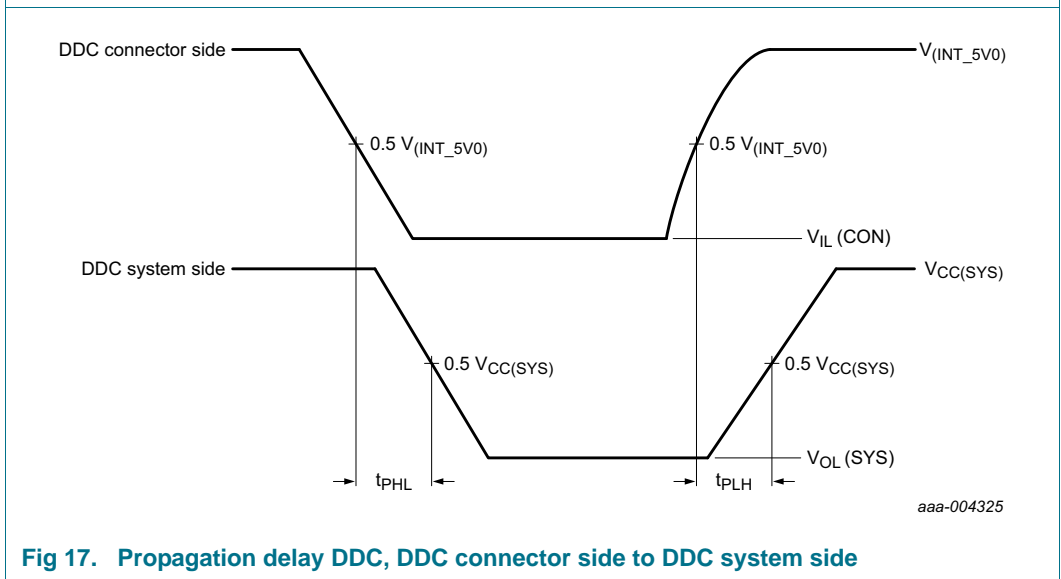 DDC connector side
V(INT_5V0)
0.5 V(INT_5V0)
0.5 V(INT_5V0)
VIL (CON)
DDC system side
VCC(SYS)
0.5 VCC(SYS)
0.5 VCC(SYS)
VOL (SYS)
tPHL
tPLH
aaa-004325
Fig 17. Propagation delay DDC, DDC connector side to DDC system side